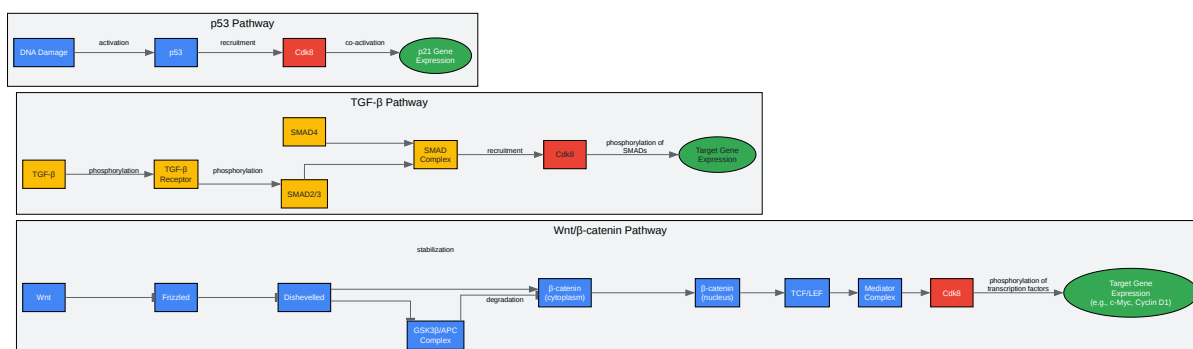 p53 Pathway
DNA Damage
activation
p53
recruitment
Cdk8
co-activation
p21 Gene
Expression
TGF-β Pathway
TGF-β
phosphorylation
TGF-β
Receptor
phosphorylation
SMAD4
SMAD2/3
SMAD
Complex
recruitment
Cdk8
phosphorylation of
SMADs
Target Gene
Expression
Wnt/β-catenin Pathway
Wnt
Frizzled
Dishevelled
stabilization
GSK3β/APC
Complex
degradation
β-catenin
(cytoplasm)
β-catenin
(nucleus)
TCF/LEF
Mediator
Complex
Cdk8
phosphorylation of
transcription factors
Target Gene
Expression
(e.g., c-Myc, Cyclin D1)